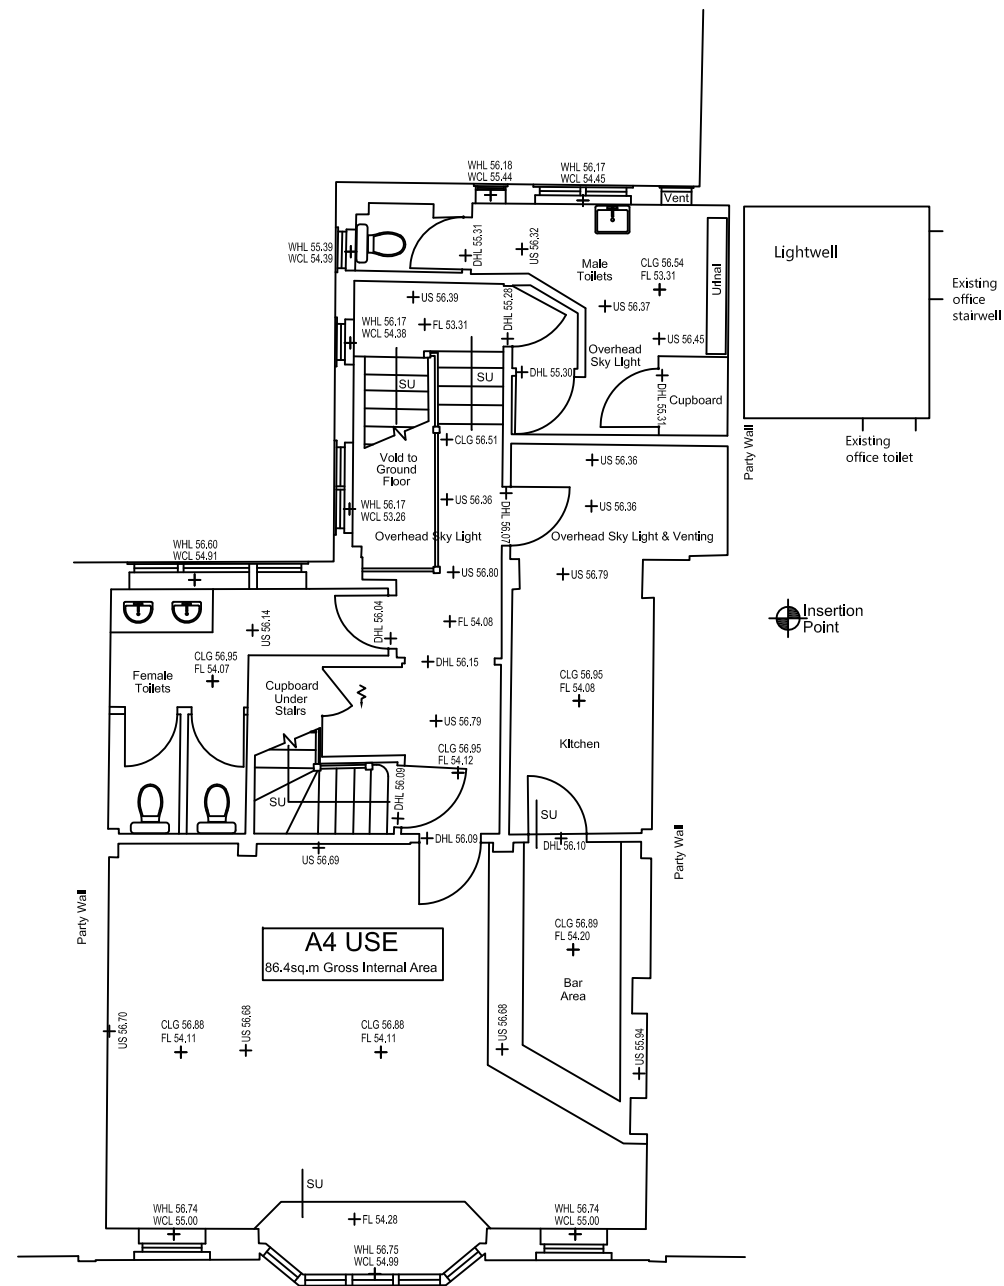 WHL 56.18
WCL 55.44
WHL 56.17
WCL 54.45
Vent
WHL 55.39
WCL 54.39
DHL 55.31
US 56.32
Male
Toilets
CLG 56.54
FL 53.31
Urinal
Lightwell
Existing
office
stairwell
US 56.39
DHL 55.28
US 56.37
WHL 56.17
WCL 54.38
FL 53.31
US 56.45
Overhead
Sky Light
SU
SU
DHL 55.30
DHL 55.31
Cupboard
CLG 56.51
Party Wall
Existing
office toilet
Void to
Ground
Floor
US 56.36
WHL 56.17
WCL 53.26
US 56.36
DHL 56.07
US 56.36
Overhead Sky Light
Overhead Sky Light & Venting
WHL 56.60
WCL 54.91
US 56.80
US 56.79
US 56.14
DHL 56.04
FL 54.08
Insertion
Point
CLG 56.95
FL 54.07
DHL 56.15
Female
Toilets
Cupboard
Under
Stairs
CLG 56.95
FL 54.08
US 56.79
Kitchen
CLG 56.95
FL 54.12
SU
DHL 56.09
SU
DHL 56.09
DHL 56.10
US 56.69
Party Wall
Party Wall
A4 USE
86.4sq.m Gross Internal Area
CLG 56.89
FL 54.20
Bar
Area
US 56.70
CLG 56.88
FL 54.11
US 56.68
CLG 56.88
FL 54.11
US 56.68
US 55.94
SU
WHL 56.74
WCL 55.00
FL 54.28
WHL 56.74
WCL 55.00
WHL 56.75
WCL 54.99